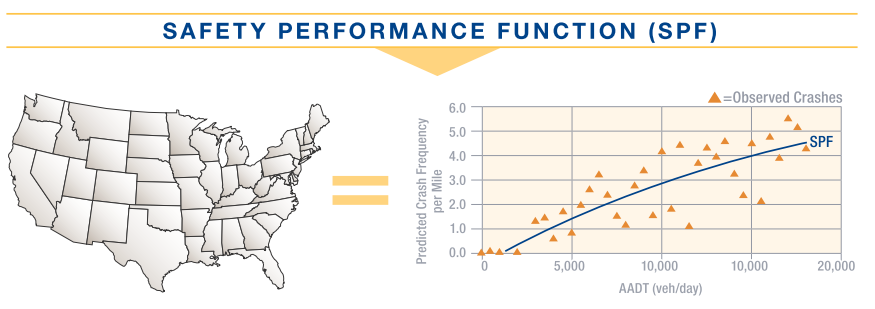 SAFETY PERFORMANCE FUNCTION (SPF)
=Observed Crashes
6.0
5.0
4.0
3.0
2.0
1.0
0.0
Predicted Crash Frequency
per Mile
SPF
0 5,000 10,000 10,000 20,000
AADT (veh/day)